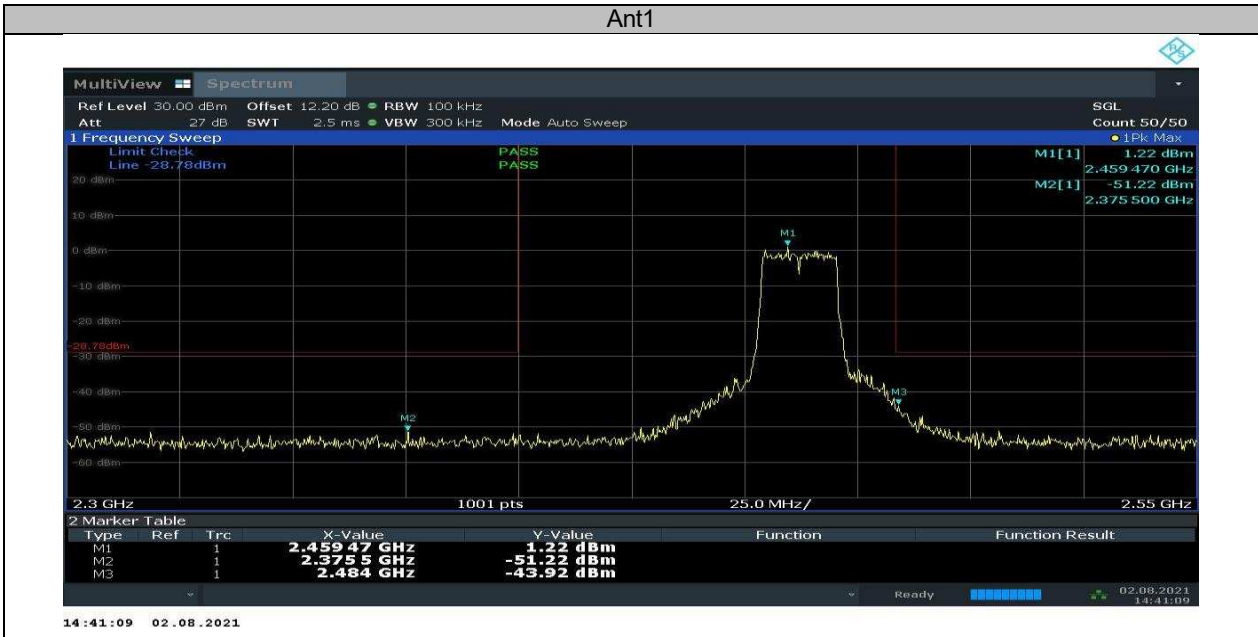 Ant1
R&S
MultiView Spectrum
Ref Level 30.00 dBm Offset 12.20 dB RBW 100 kHz SGL
Att 27 dB SWT 2.5 ms VBW 300 kHz Mode Auto Sweep Count 50/50
1 Frequency Sweep 1Pk Max
Limit Check PASS M1[1] 1.22 dBm
Line -28.78dBm PASS 2.459 470 GHz
20 dBm M2[1] -51.22 dBm
2.375 500 GHz
10 dBm
M1
0 dBm
-10 dBm
-20 dBm
-28.78dBm
-30 dBm
-40 dBm
M3
M2
-50 dBm
-60 dBm
2.3 GHz 1001 pts 25.0 MHz/ 2.55 GHz
2 Marker Table
Type Ref Trc X-Value Y-Value Function Function Result
M1 1 2.459 47 GHz 1.22 dBm
M2 1 2.375 5 GHz -51.22 dBm
M3 1 2.484 GHz -43.92 dBm
Ready 02.08.2021
14:41:09
14:41:09 02.08.2021